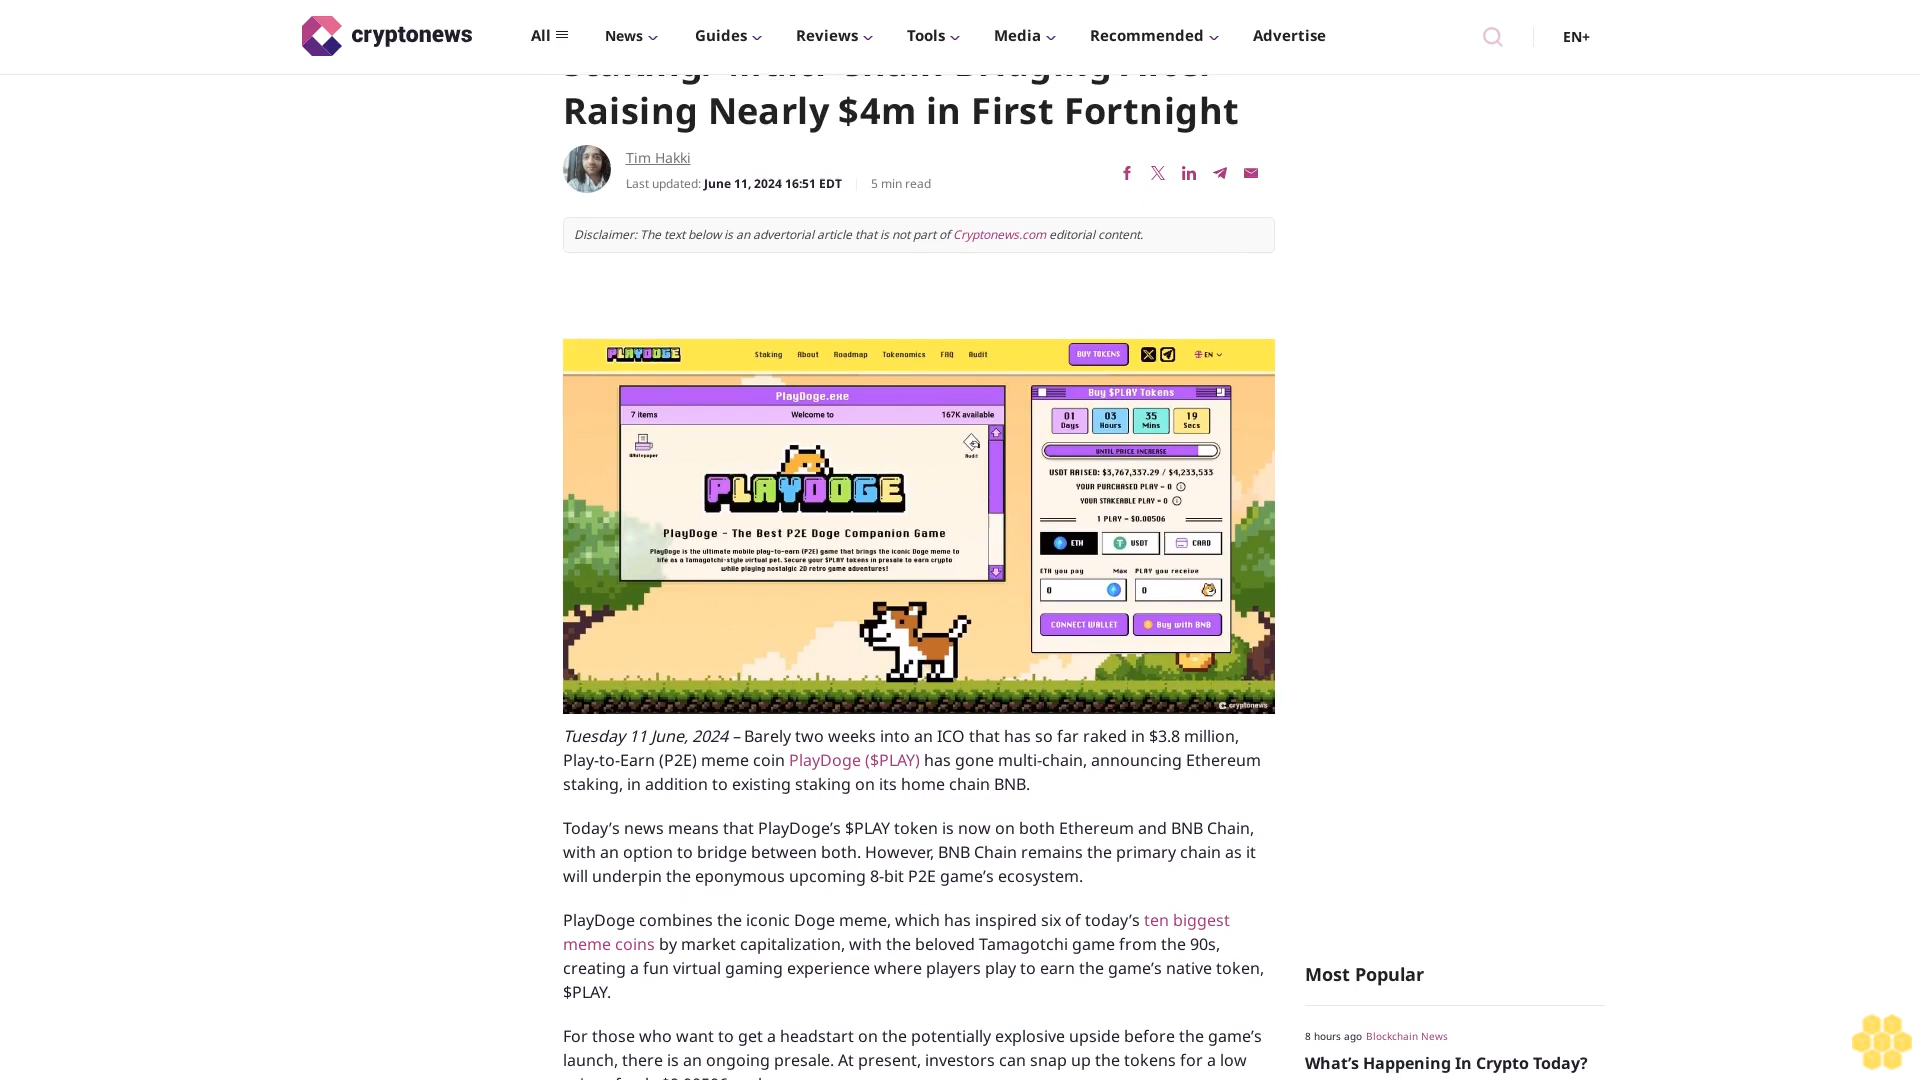 cryptonews
All
News
Guides
Reviews
Tools
Media
Recommended
Advertise
EN+
Raising Nearly $4m in First Fortnight
Tim Hakki
Last updated: June 11, 2024 16:51 EDT
5 min read
Disclaimer: The text below is an advertorial article that is not part of Cryptonews.com editorial content.
PLAYDOGE
Staking About Roadmap Tokenomics FAQ Audit
BUY TOKENS
EN
PlayDoge.exe
7 items Welcome to 167K available
Whitepaper
Audit
PLAYDOGE
PlayDoge - The Best P2E Doge Companion Game
PlayDoge is the ultimate mobile play-to-earn (P2E) game that brings the iconic Doge meme to
life as a Tamagotchi-style virtual pet. Secure your $PLAY tokens in presale to earn crypto
while playing nostalgic 2D retro game adventures!
Buy $PLAY Tokens
01 03 35 19
Days Hours Mins Secs
UNTIL PRICE INCREASE
USDT RAISED: $3,767,337.29 / $4,233,533
YOUR PURCHASED PLAY = 0
YOUR STAKEABLE PLAY = 0
1 PLAY = $0.00506
ETH USDT CARD
ETH you pay Max PLAY you receive
0 0
CONNECT WALLET Buy with BNB
cryptonews
Tuesday 11 June, 2024 – Barely two weeks into an ICO that has so far raked in $3.8 million,
Play-to-Earn (P2E) meme coin PlayDoge ($PLAY) has gone multi-chain, announcing Ethereum
staking, in addition to existing staking on its home chain BNB.
Today’s news means that PlayDoge’s $PLAY token is now on both Ethereum and BNB Chain,
with an option to bridge between both. However, BNB Chain remains the primary chain as it
will underpin the eponymous upcoming 8-bit P2E game’s ecosystem.
PlayDoge combines the iconic Doge meme, which has inspired six of today’s ten biggest
meme coins by market capitalization, with the beloved Tamagotchi game from the 90s,
creating a fun virtual gaming experience where players play to earn the game’s native token,
$PLAY.
For those who want to get a headstart on the potentially explosive upside before the game’s
launch, there is an ongoing presale. At present, investors can snap up the tokens for a low
Most Popular
8 hours ago Blockchain News
What’s Happening In Crypto Today?